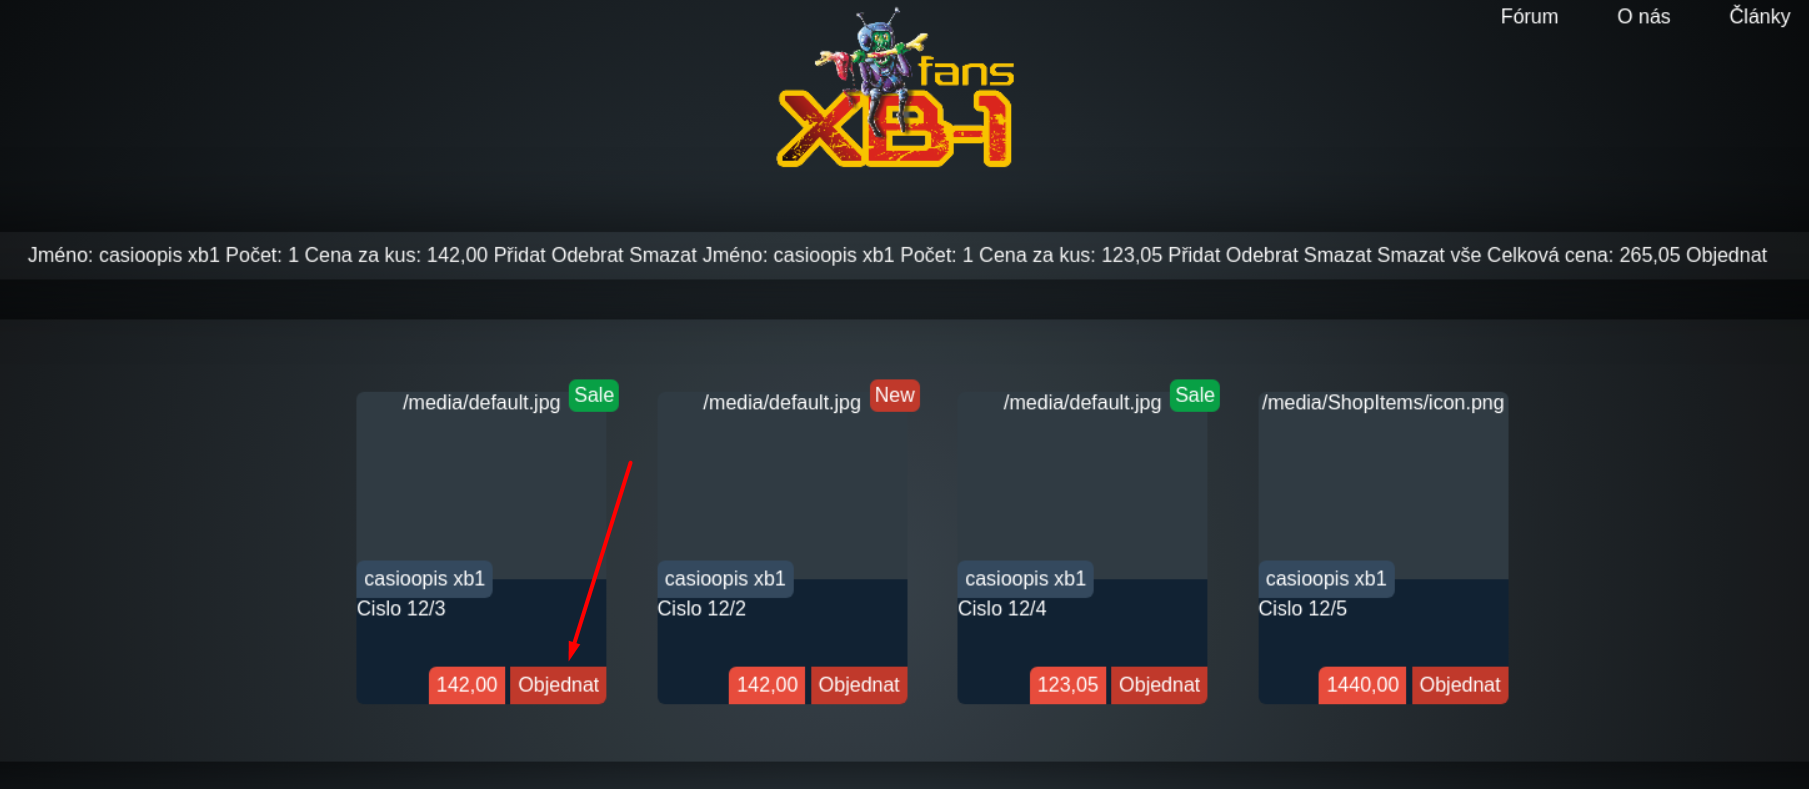 Fórum O nás Články
fans
XB-1
Jméno: casioopis xb1 Počet: 1 Cena za kus: 142,00 Přidat Odebrat Smazat Jméno: casioopis xb1 Počet: 1 Cena za kus: 123,05 Přidat Odebrat Smazat Smazat vše Celková cena: 265,05 Objednat
/media/default.jpg Sale /media/default.jpg New /media/default.jpg Sale /media/ShopItems/icon.png
casioopis xb1 casioopis xb1 casioopis xb1 casioopis xb1
Cislo 12/3 Cislo 12/2 Cislo 12/4 Cislo 12/5
142,00 Objednat 142,00 Objednat 123,05 Objednat 1440,00 Objednat